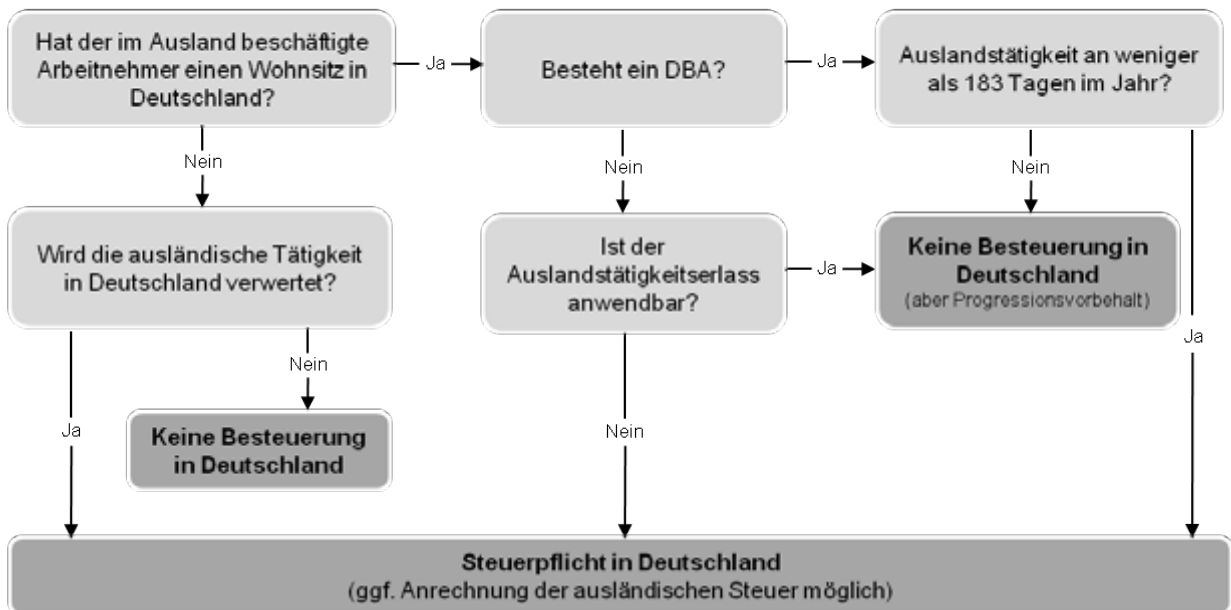 Hat der im Ausland beschäftigte
Arbeitnehmer einen Wohnsitz in
Deutschland?
Ja
Besteht ein DBA?
Ja
Auslandstätigkeit an weniger
als 183 Tagen im Jahr?
Nein
Nein
Nein
Wird die ausländische Tätigkeit
in Deutschland verwertet?
Ist der
Auslandstätigkeitserlass
anwendbar?
Ja
Keine Besteuerung in
Deutschland
(aber Progressionsvorbehalt)
Ja
Nein
Ja
Keine Besteuerung
in Deutschland
Nein
Steuerpflicht in Deutschland
(ggf. Anrechnung der ausländischen Steuer möglich)